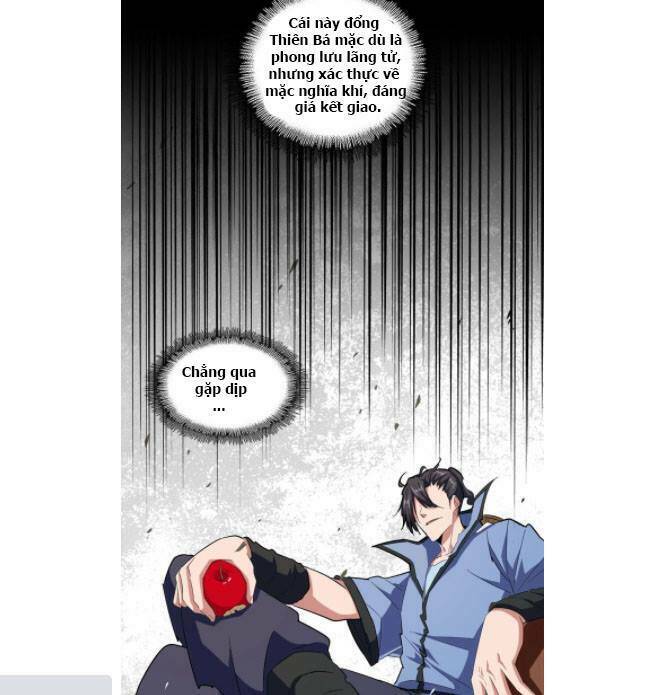 Cái này đổng
Thiên Bá mặc dù là
phong lưu lãng tử,
nhưng xác thực về
mặc nghĩa khí, đáng
giá kết giao.
Chẳng qua
gặp dịp
...